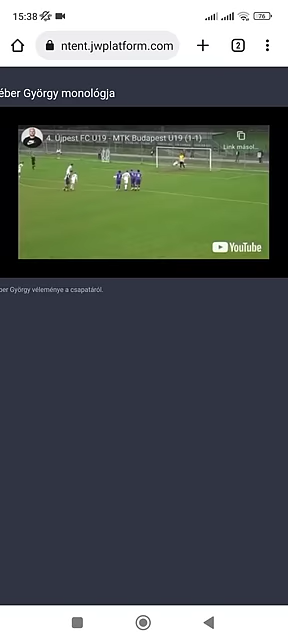 15:38
76
ntent.jwplatform.com
2
éber György monológja
4. Újpest FC U19 - MTK Budapest U19 (1-1)
Link másol...
YouTube
ber György véleménye a csapatáról.